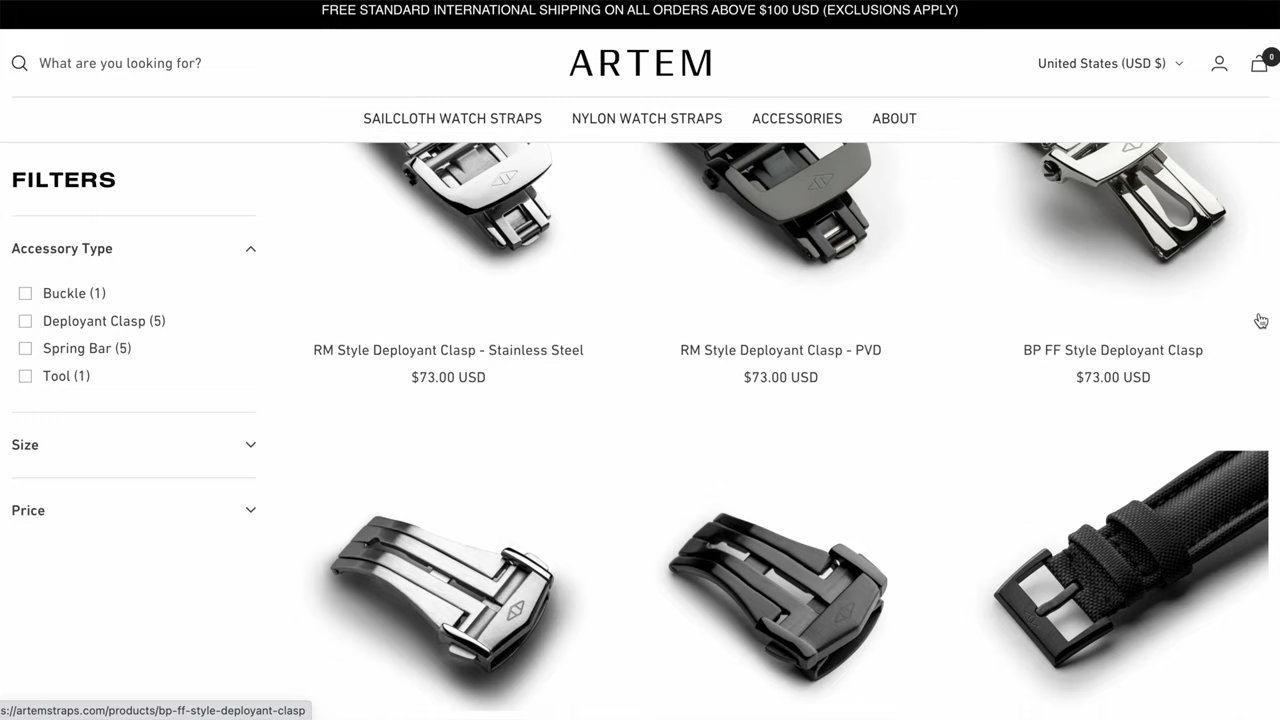 FREE STANDARD INTERNATIONAL SHIPPING ON ALL ORDERS ABOVE $100 USD (EXCLUSIONS APPLY)
What are you looking for?
ARTEM
United States (USD $)
0
SAILCLOTH WATCH STRAPS
NYLON WATCH STRAPS
ACCESSORIES
ABOUT
FILTERS
Accessory Type
Buckle (1)
Deployant Clasp (5)
Spring Bar (5)
Tool (1)
Size
Price
RM Style Deployant Clasp - Stainless Steel
$73.00 USD
RM Style Deployant Clasp - PVD
$73.00 USD
BP FF Style Deployant Clasp
$73.00 USD
s://artemstraps.com/products/bp-ff-style-deployant-clasp